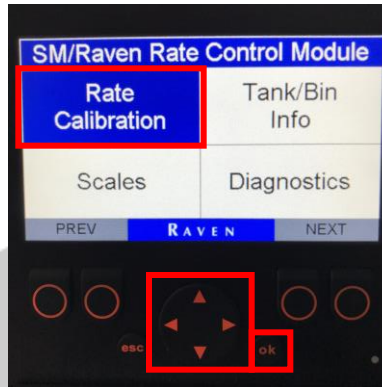 SM/Raven Rate Control Module
Rate Calibration
Tank/Bin Info
Scales
Diagnostics
PREV
RAVEN
NEXT
esc
ok